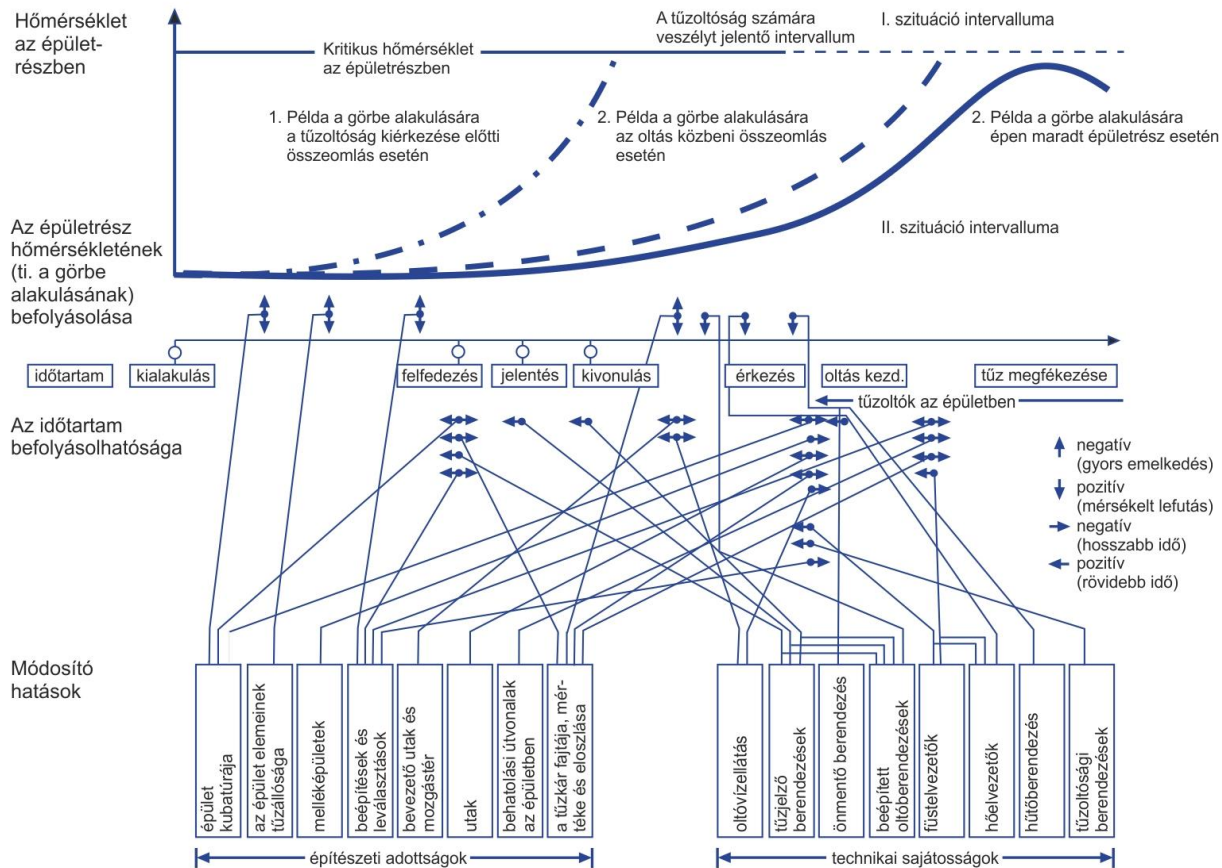 Hőmérséklet
az épület-
részben
Kritikus hőmérséklet
az épületrészben
A tűzoltóság számára
veszélyt jelentő intervallum
I. szituáció intervalluma
1. Példa a görbe alakulására
a tűzoltóság kiérkezése előtti
összeomlás esetén
2. Példa a görbe alakulására
az oltás közbeni összeomlás
esetén
2. Példa a görbe alakulására
épen maradt épületrész esetén
II. szituáció intervalluma
Az épületrész
hőmérsékletének
(ti. a görbe
alakulásának)
befolyásolása
időtartam
kialakulás
felfedezés
jelentés
kivonulás
érkezés
oltás kezd.
tűz megfékezése
tűzoltók az épületben
Az időtartam
befolyásolhatósága
negatív
(gyors emelkedés)
pozitív
(mérsékelt lefutás)
negatív
(hosszabb idő)
pozitív
(rövidebb idő)
Módosító
hatások
épület
kubatúrája
az épület elemeinek
tűzállósága
melléképületek
beépítések és
leválasztások
bevezető utak és
mozgástér
utak
behatolási útvonalak
az épületben
a tűzkár fajtája, mér-
téke és eloszlása
oltóvízellátás
tűzjelző
berendezések
önmentő berendezés
beépített
oltóberendezések
füstelvezetők
hőelvezetők
hűtőberendezés
tűzoltósági
berendezések
építészeti adottságok
technikai sajátosságok